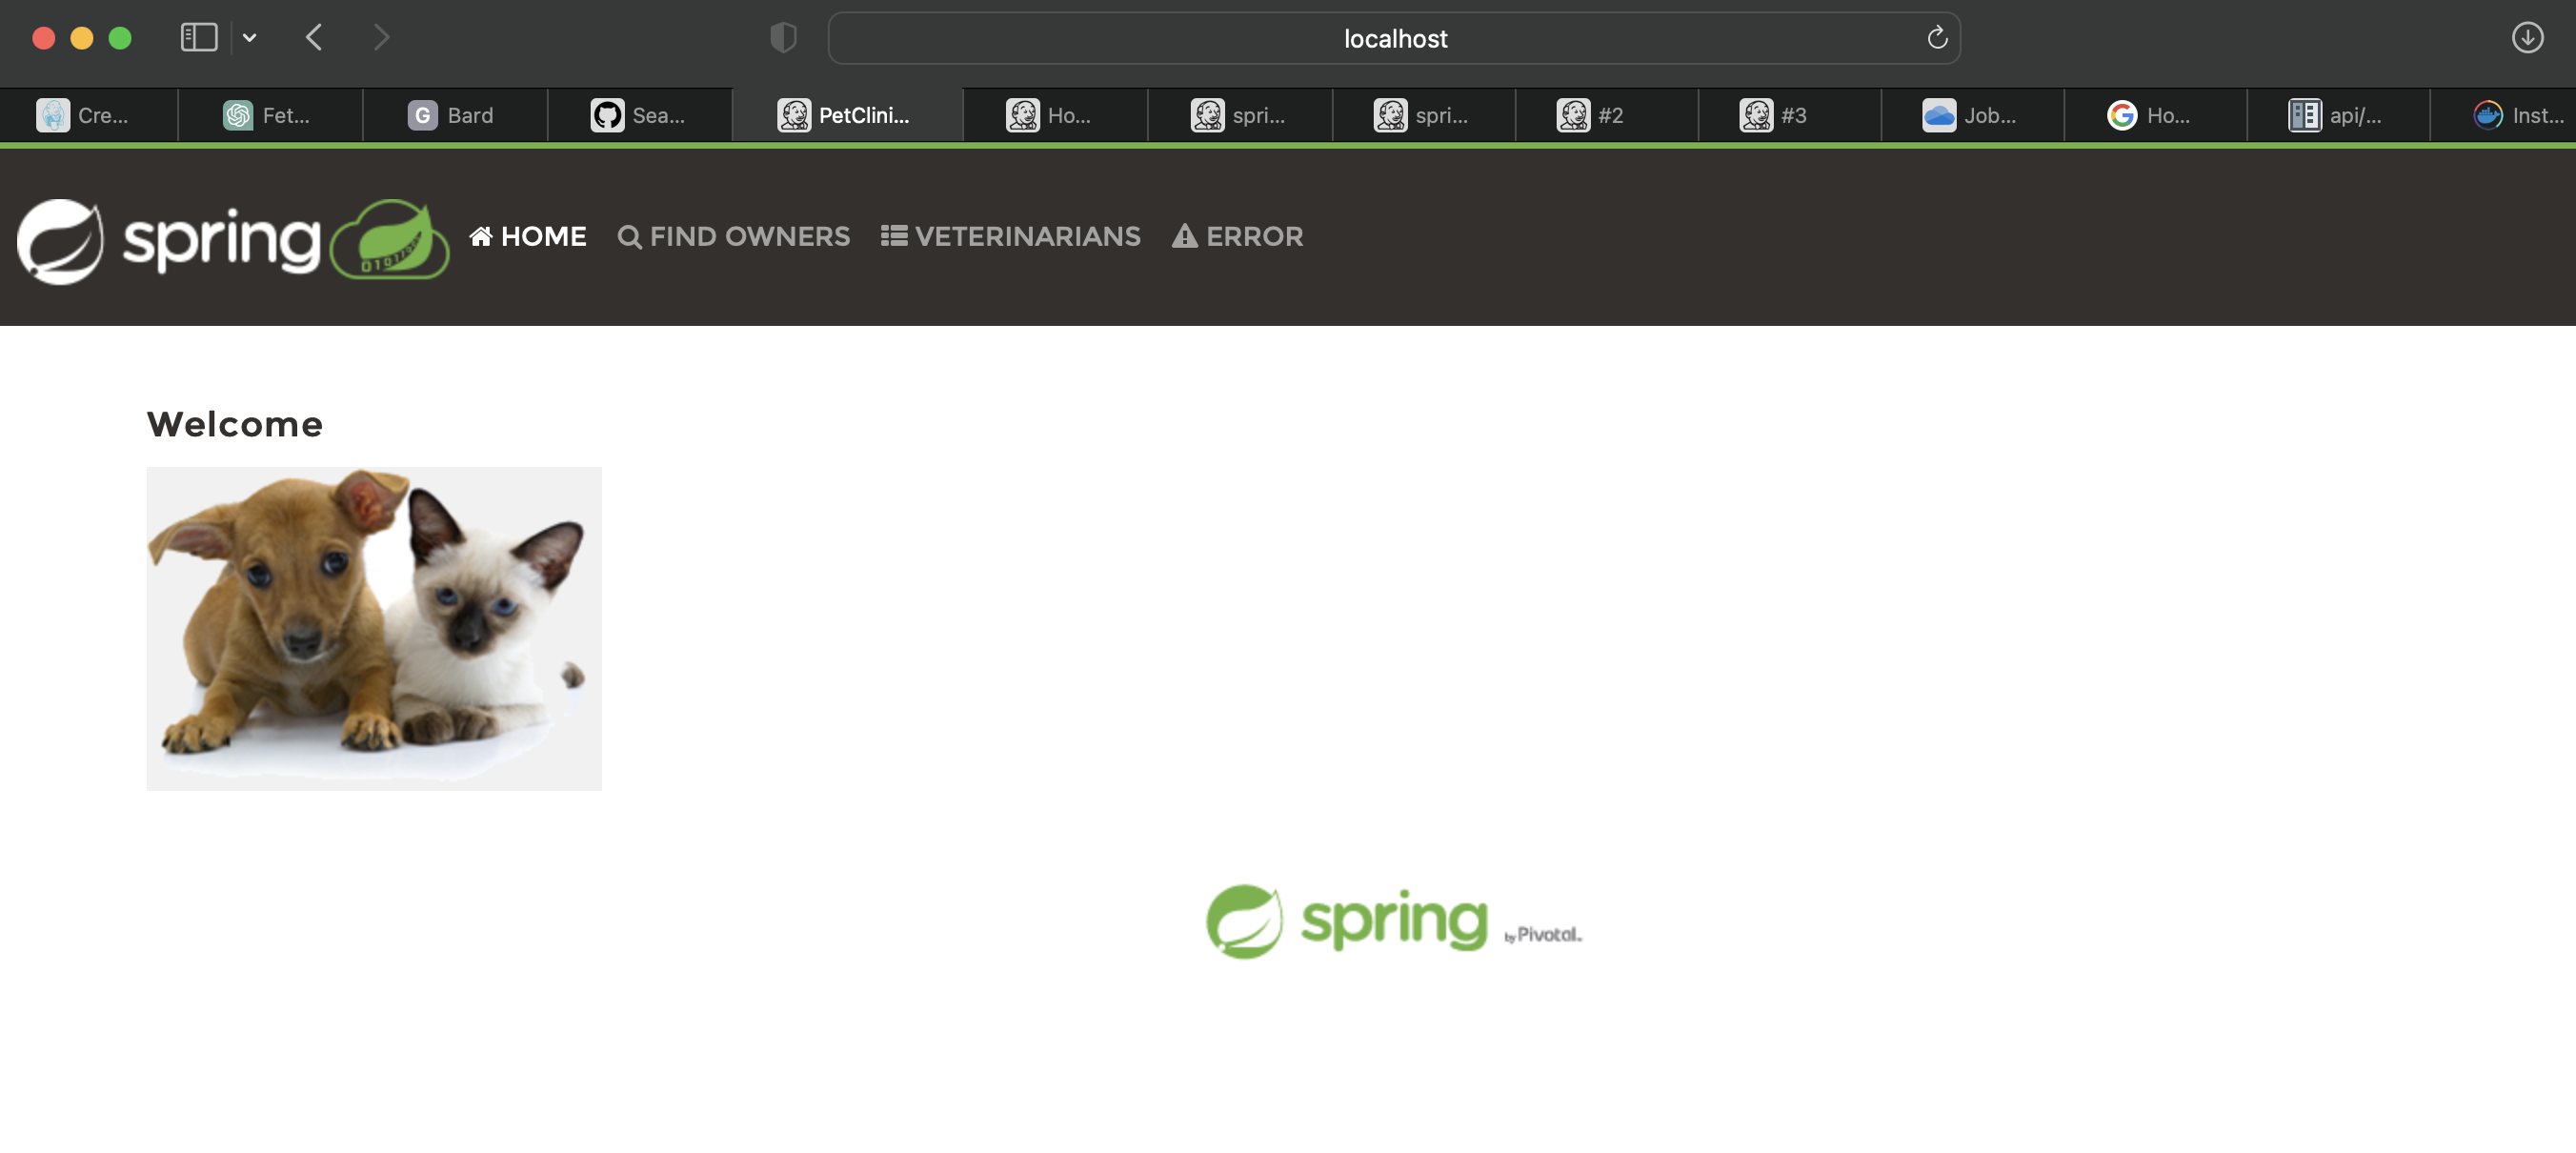 localhost
Cre... Fet... G Bard Sea... PetClini... Ho... spri... spri... #2 #3 Job... G Ho... api/... Inst...
spring HOME FIND OWNERS VETERINARIANS ERROR
Welcome
spring by Pivotal